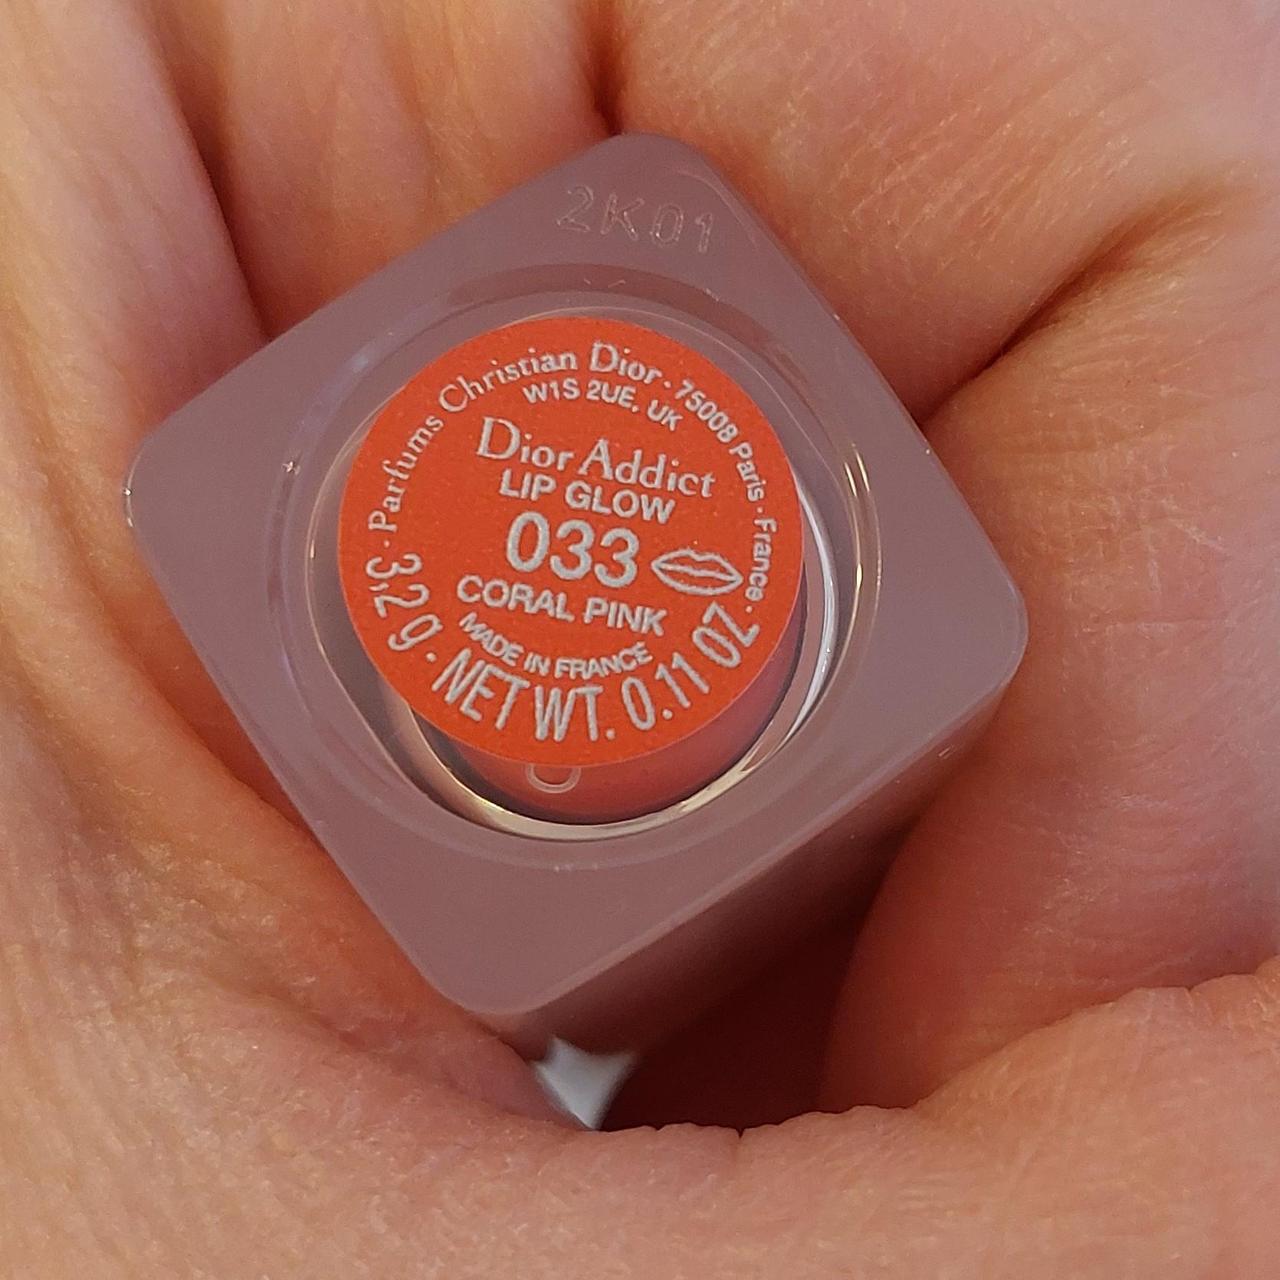 2K01
Parfums Christian Dior · 75008 Paris · France ·
W1S 2UE, UK
Dior Addict
LIP GLOW
033
CORAL PINK
MADE IN FRANCE
3,2 g · NET WT. 0.11 OZ